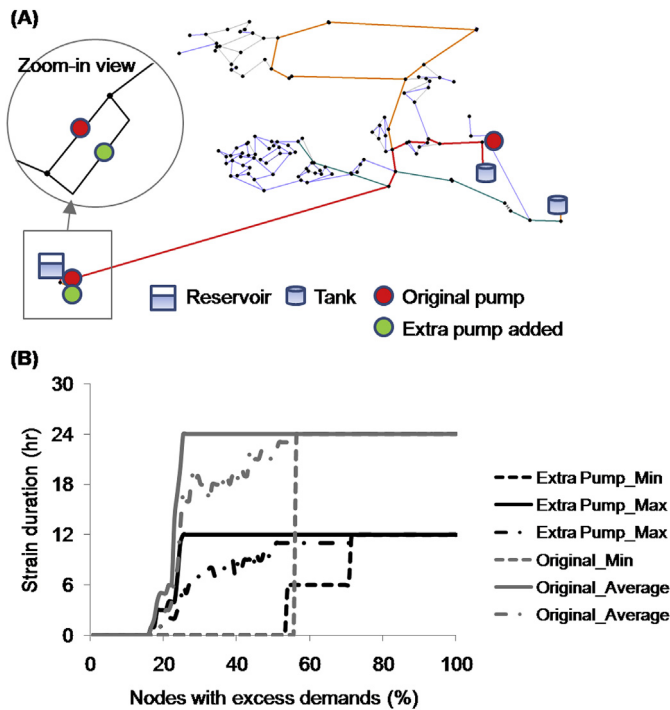 (A)
Zoom-in view
Reservoir
Tank
Original pump
Extra pump added
(B)
Strain duration (hr)
30
24
18
12
6
0
0
20
40
60
80
100
Nodes with excess demands (%)
Extra Pump_Min
Extra Pump_Max
Extra Pump_Max
Original_Min
Original_Average
Original_Average